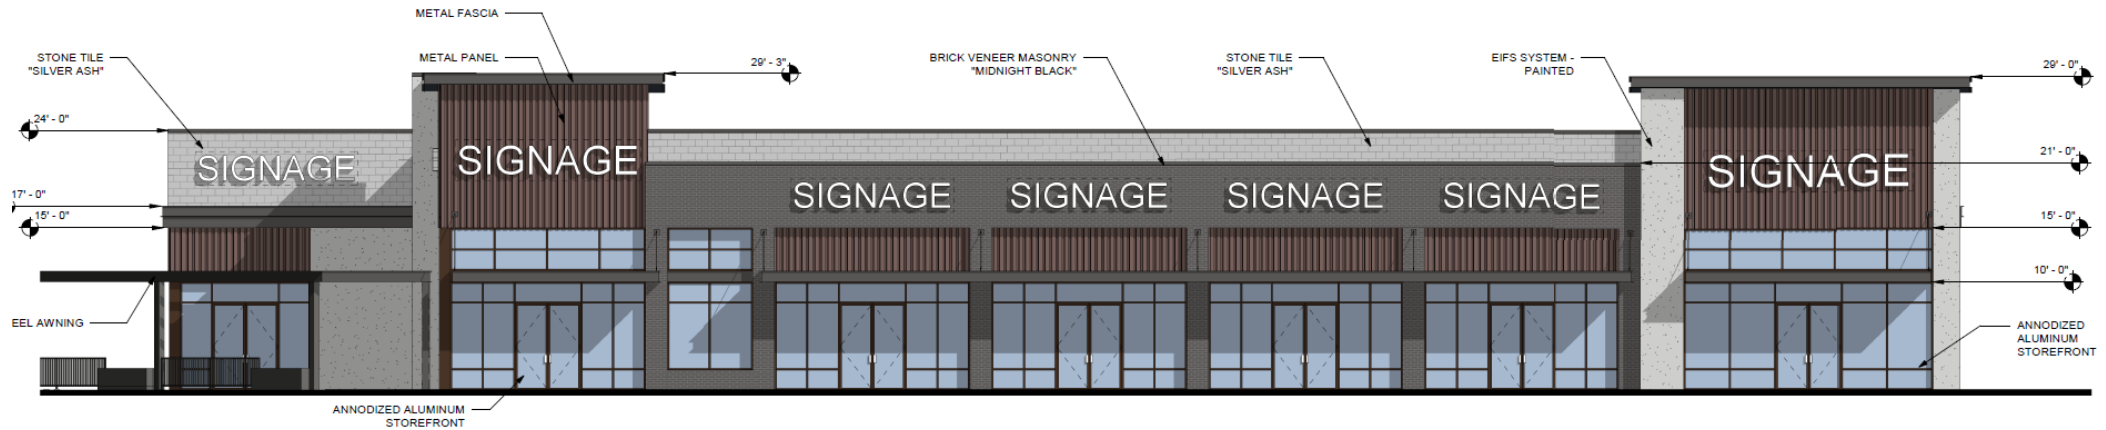 METAL FASCIA
STONE TILE
"SILVER ASH"
METAL PANEL
29' - 3"
BRICK VENEER MASONRY
"MIDNIGHT BLACK"
STONE TILE
"SILVER ASH"
EIFS SYSTEM -
PAINTED
29' - 0"
24' - 0"
SIGNAGE
SIGNAGE
SIGNAGE
SIGNAGE
SIGNAGE
SIGNAGE
SIGNAGE
21' - 0"
17' - 0"
15' - 0"
15' - 0"
10' - 0"
EEL AWNING
ANNODIZED
ALUMINUM
STOREFRONT
ANNODIZED ALUMINUM
STOREFRONT